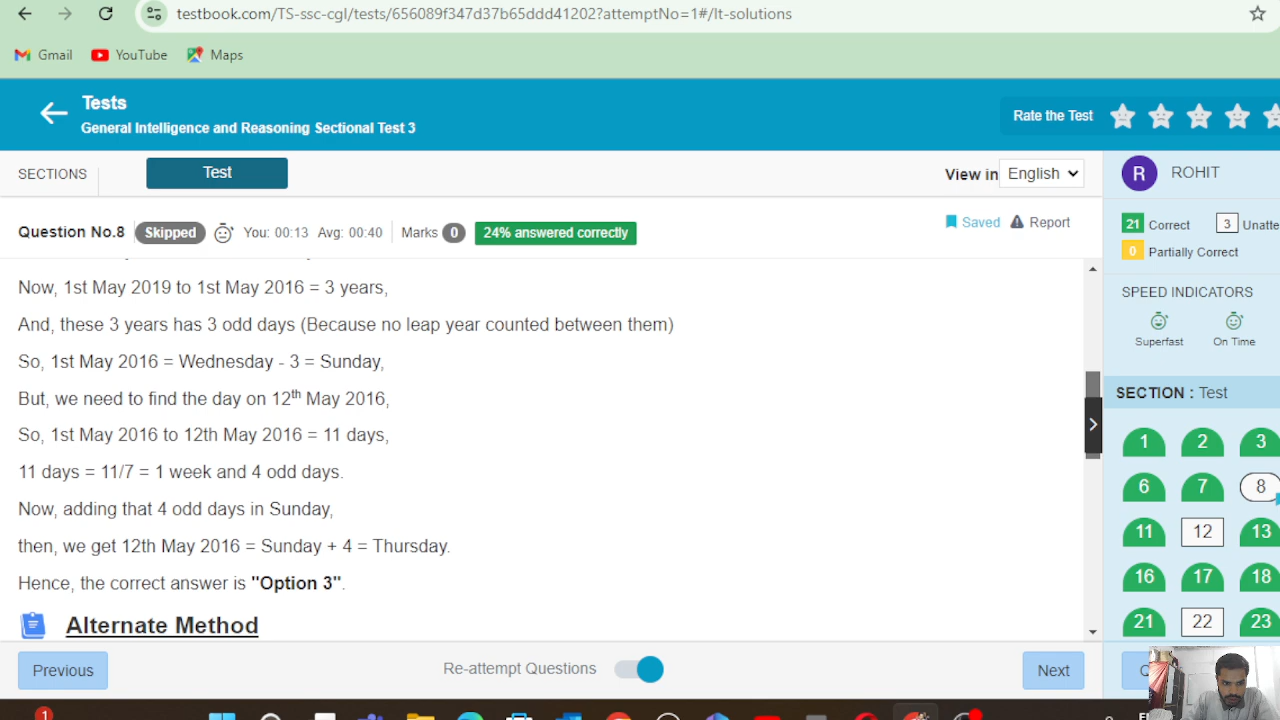 testbook.com/TS-ssc-cgl/tests/656089f347d37b65ddd41202?attemptNo=1#/lt-solutions
Gmail YouTube Maps
Tests
General Intelligence and Reasoning Sectional Test 3
Rate the Test
SECTIONS Test View in English
R ROHIT
Question No.8 Skipped You: 00:13 Avg: 00:40 Marks 0 24% answered correctly Saved Report
21 Correct 3 Unatte
0 Partially Correct
Now, 1st May 2019 to 1st May 2016 = 3 years,
And, these 3 years has 3 odd days (Because no leap year counted between them)
So, 1st May 2016 = Wednesday - 3 = Sunday,
But, we need to find the day on 12th May 2016,
So, 1st May 2016 to 12th May 2016 = 11 days,
11 days = 11/7 = 1 week and 4 odd days.
Now, adding that 4 odd days in Sunday,
then, we get 12th May 2016 = Sunday + 4 = Thursday.
Hence, the correct answer is "Option 3".
Alternate Method
SPEED INDICATORS
Superfast On Time
SECTION : Test
1 2 3
6 7 8
11 12 13
16 17 18
21 22 23
Previous Re-attempt Questions Next Q
1